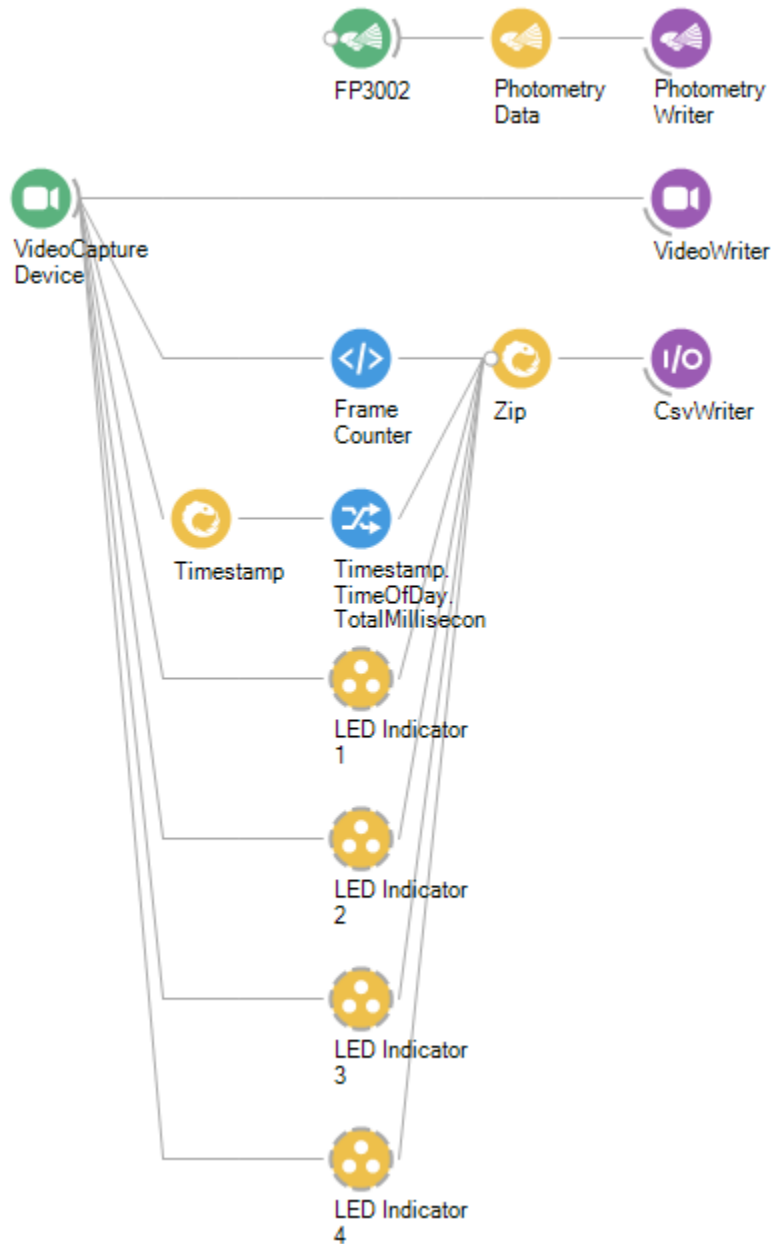 FP3002
Photometry
Data
Photometry
Writer
VideoCapture
Device
VideoWriter
</>
Frame
Counter
Zip
I/O
CsvWriter
Timestamp
Timestamp.
TimeOfDay.
TotalMillisecon
LED Indicator
1
LED Indicator
2
LED Indicator
3
LED Indicator
4